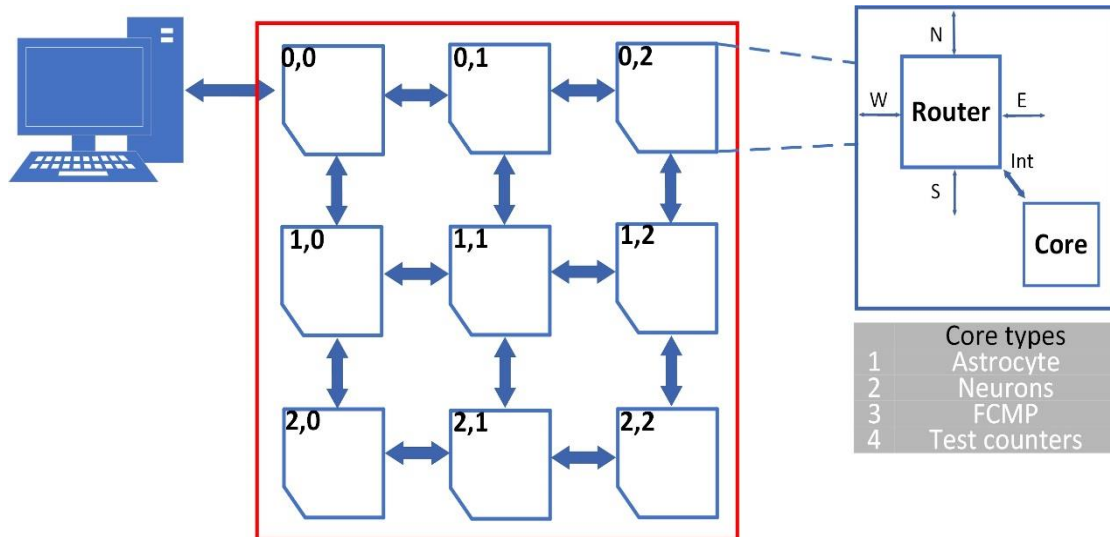 0,0
0,1
0,2
1,0
1,1
1,2
2,0
2,1
2,2
N
W
Router
E
Int
S
Core
Core types
1 Astrocyte
2 Neurons
3 FCMP
4 Test counters